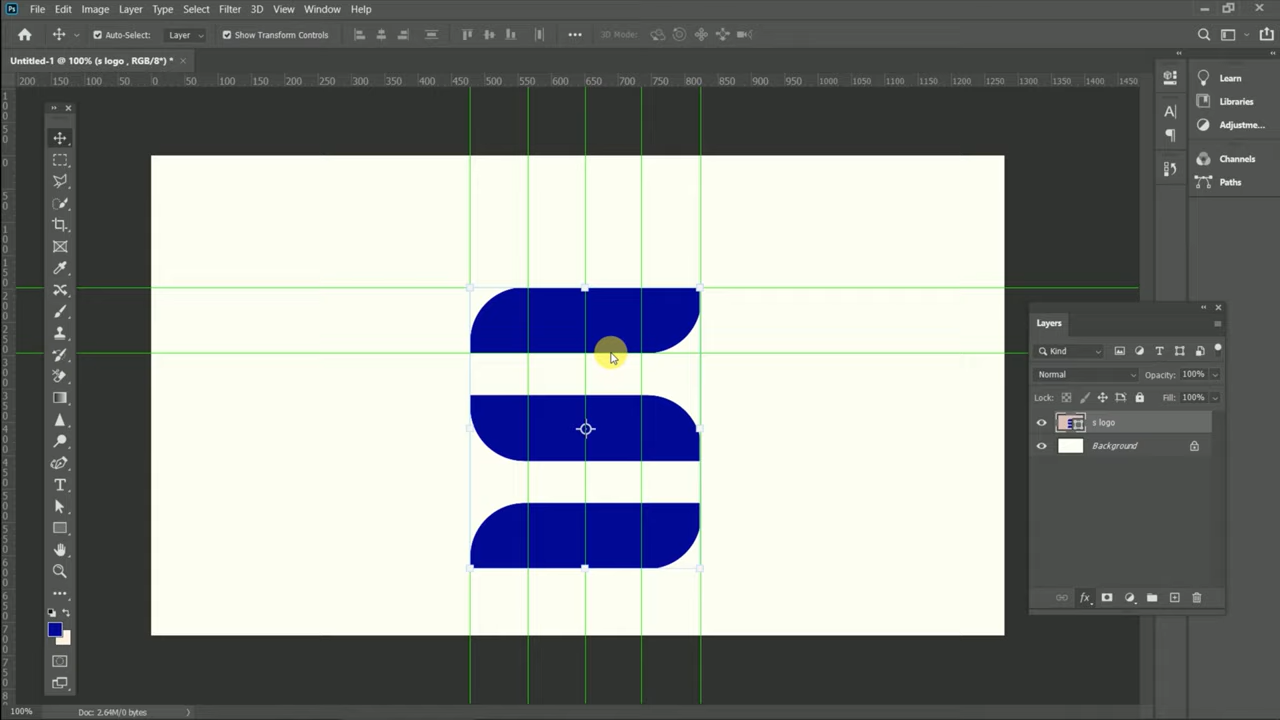 Ps File Edit Image Layer Type Select Filter 3D View Window Help
Auto-Select: Layer Show Transform Controls 3D Mode:
Untitled-1 @ 100% (s logo , RGB/8*) *
200 150 100 50 0 50 100 150 200 250 300 350 400 450 500 550 600 650 700 750 800 850 900 950 1000 1050 1100 1150 1200 1250 1300 1350 1400 1450
Learn
Libraries
Adjustme...
Channels
Paths
Layers
Kind
Normal Opacity: 100%
Lock: Fill: 100%
s logo
Background
100% Doc: 2.64M/0 bytes